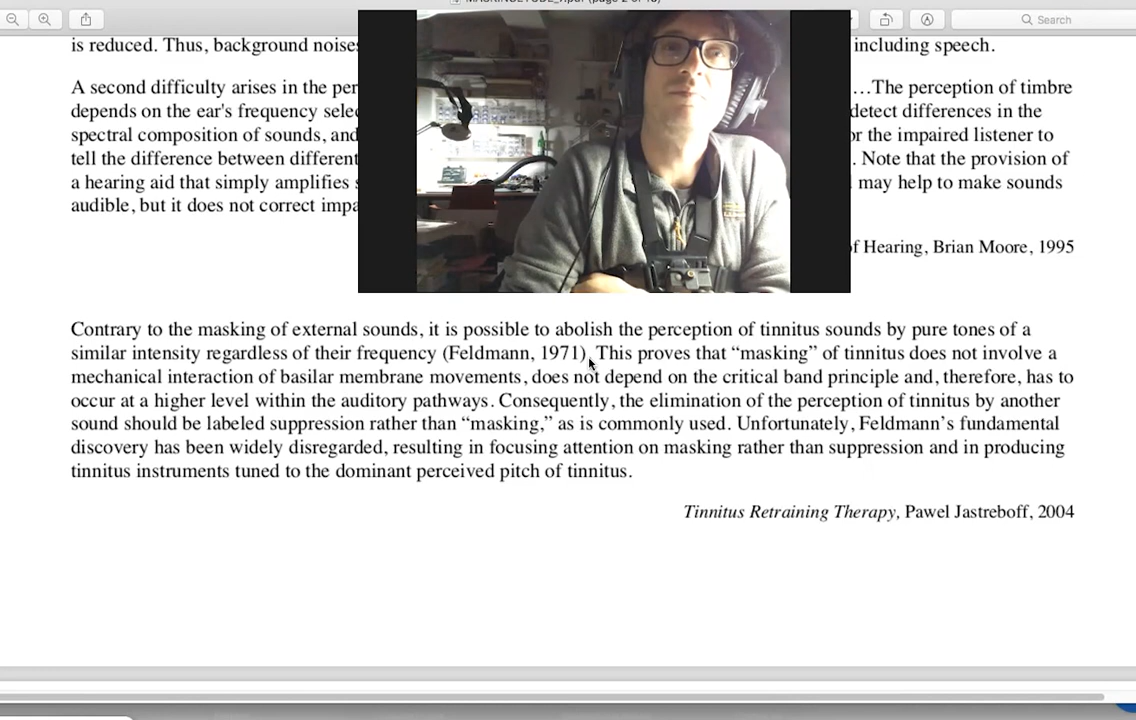 Search
is reduced. Thus, background noise
including speech.
A second difficulty arises in the per
…The perception of timbre
depends on the ear's frequency selec
detect differences in the
spectral composition of sounds, and
or the impaired listener to
tell the difference between different
. Note that the provision of
a hearing aid that simply amplifies s
may help to make sounds
audible, but it does not correct impa
of Hearing, Brian Moore, 1995
Contrary to the masking of external sounds, it is possible to abolish the perception of tinnitus sounds by pure tones of a
similar intensity regardless of their frequency (Feldmann, 1971). This proves that “masking” of tinnitus does not involve a
mechanical interaction of basilar membrane movements, does not depend on the critical band principle and, therefore, has to
occur at a higher level within the auditory pathways. Consequently, the elimination of the perception of tinnitus by another
sound should be labeled suppression rather than “masking,” as is commonly used. Unfortunately, Feldmann’s fundamental
discovery has been widely disregarded, resulting in focusing attention on masking rather than suppression and in producing
tinnitus instruments tuned to the dominant perceived pitch of tinnitus.
Tinnitus Retraining Therapy, Pawel Jastreboff, 2004